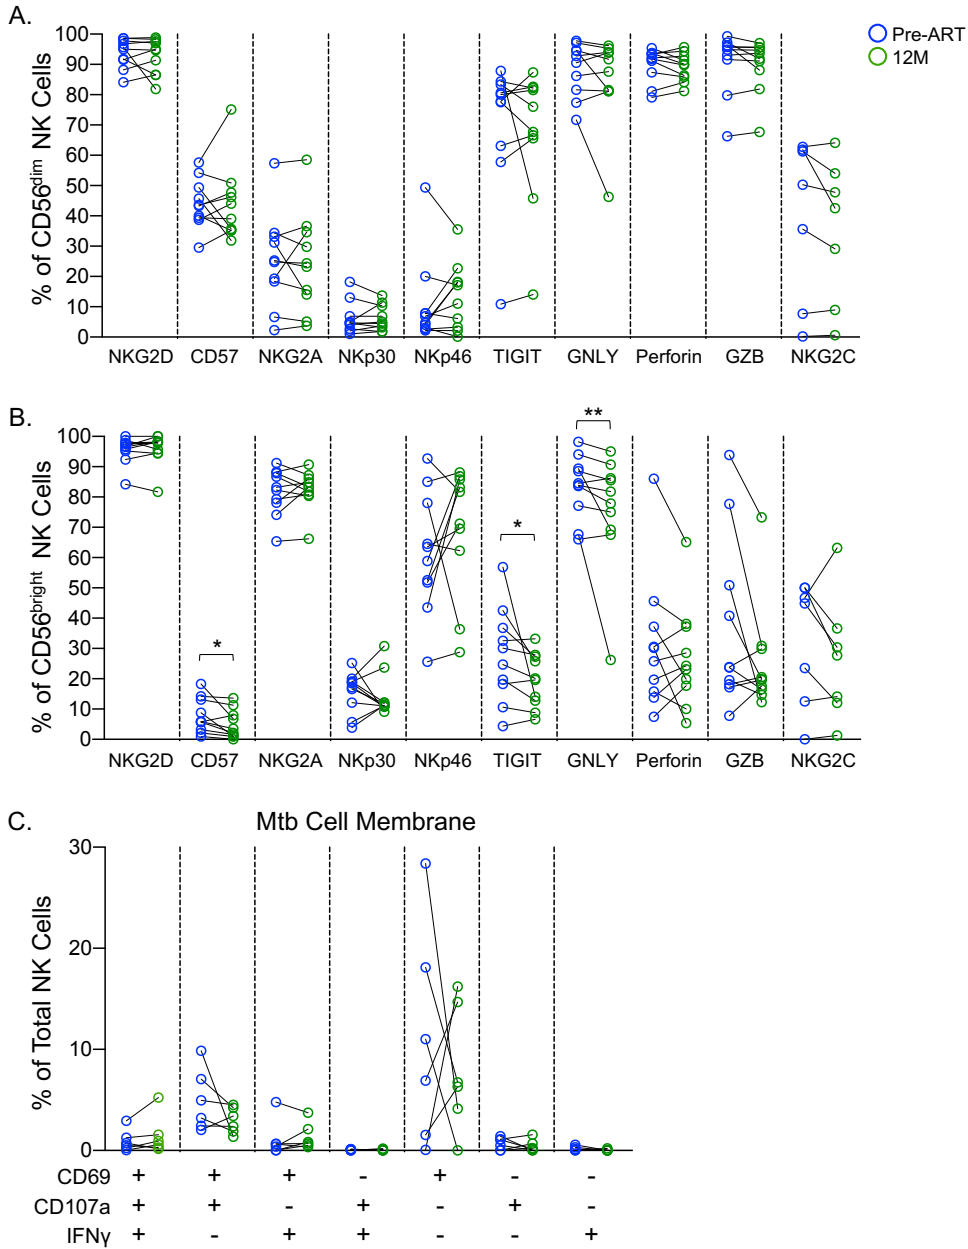 A.
Pre-ART
12M
% of CD56dim NK Cells
100
90
80
70
60
50
40
30
20
10
0
NKG2D CD57 NKG2A NKp30 NKp46 TIGIT GNLY Perforin GZB NKG2C
B.
% of CD56bright NK Cells
100
90
80
70
60
50
40
30
20
10
0
* * **
NKG2D CD57 NKG2A NKp30 NKp46 TIGIT GNLY Perforin GZB NKG2C
C.
Mtb Cell Membrane
% of Total NK Cells
30
20
10
0
CD69 + + + - + - -
CD107a + + - + - + -
IFNγ + - + + - - +